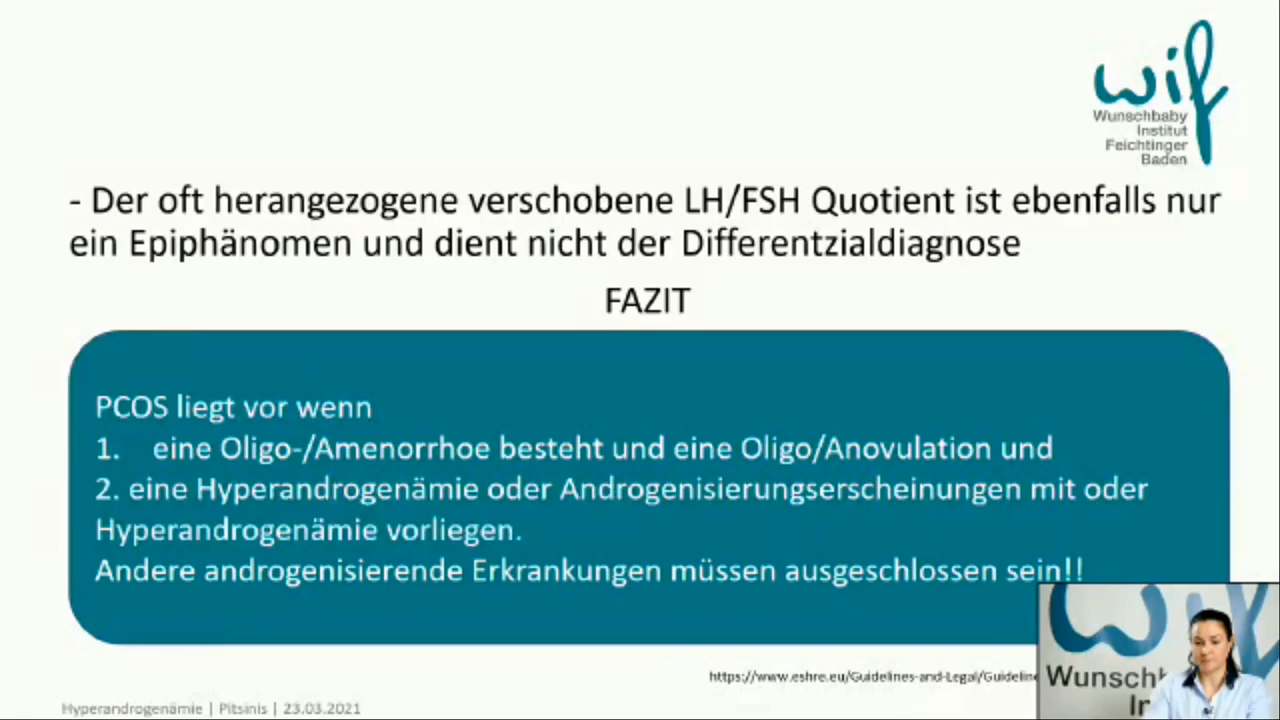 wif
Wunschbaby
Institut
Feichtinger
Baden
- Der oft herangezogene verschobene LH/FSH Quotient ist ebenfalls nur
ein Epiphänomen und dient nicht der Differentzialdiagnose
FAZIT
PCOS liegt vor wenn
1. eine Oligo-/Amenorrhoe besteht und eine Oligo/Anovulation und
2. eine Hyperandrogenämie oder Androgenisierungserscheinungen mit oder
Hyperandrogenämie vorliegen.
Andere androgenisierende Erkrankungen müssen ausgeschlossen sein!!
https://www.eshre.eu/Guidelines-and-Legal/Guideline
Hyperandrogenämie | Pitsinis | 23.03.2021